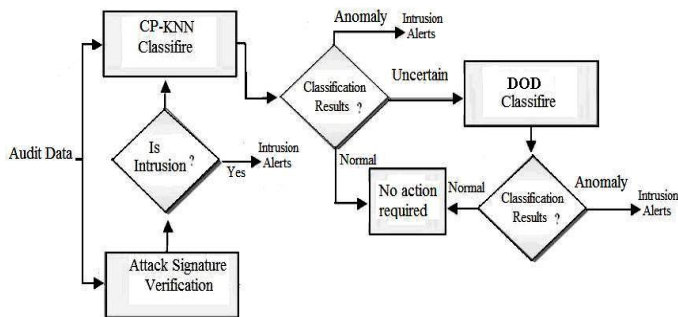 CP-KNN
Classifire
Anomaly
Intrusion
Alerts
Classification
Results ?
Uncertain
DOD
Classifire
Audit Data
Is
Intrusion ?
Yes
Intrusion
Alerts
Normal
No action
required
Normal
Classification
Results ?
Anomaly
Intrusion
Alerts
Attack Signature
Verification